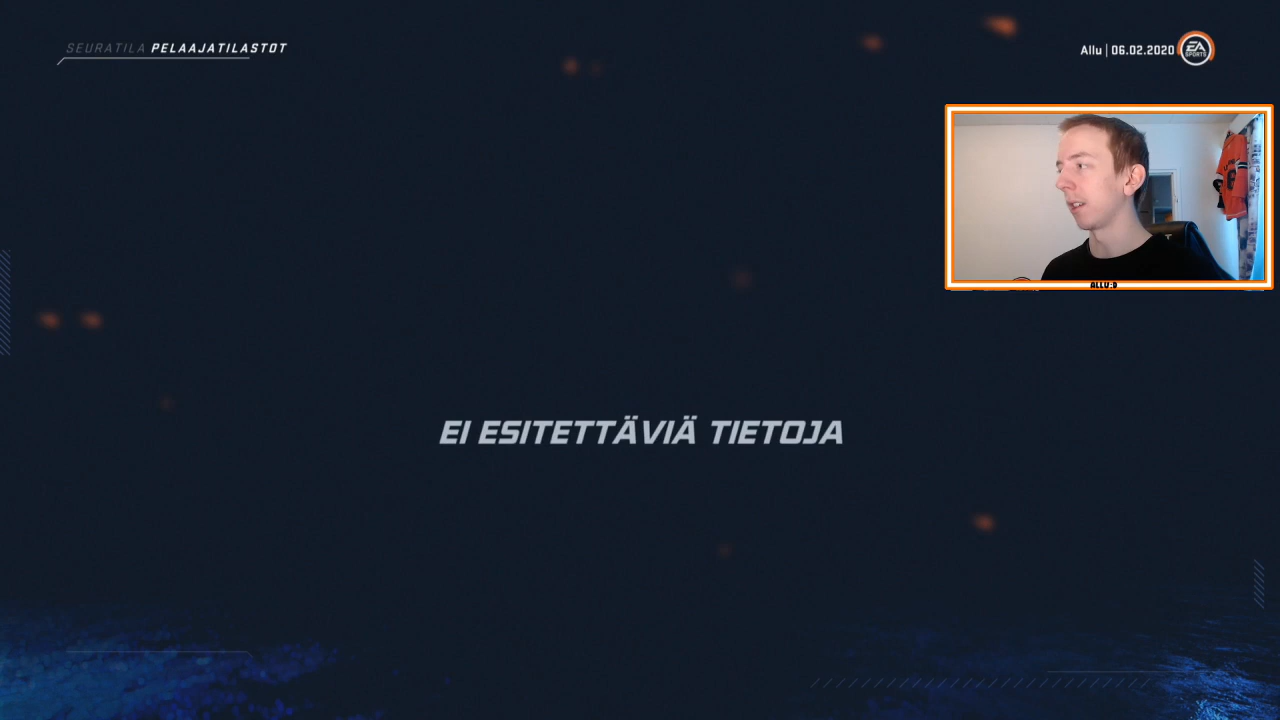 SEURATILA PELAAJATILASTOT
Allu | 06.02.2020
EA
SPORTS
ALLU:D
EI ESITETTÄVIÄ TIETOJA